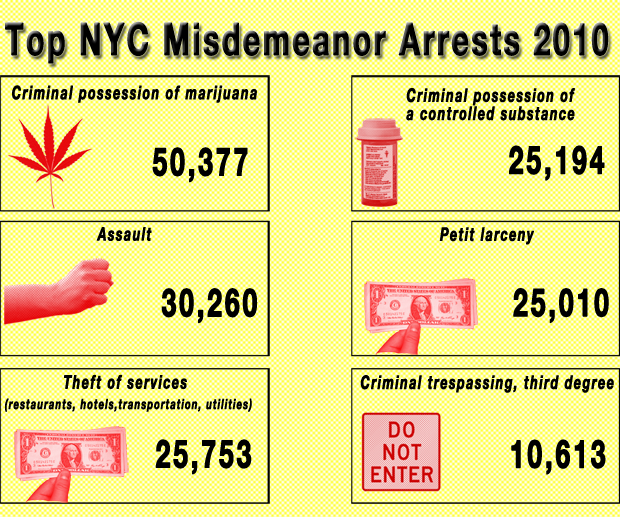 Top NYC Misdemeanor Arrests 2010
Criminal possession of marijuana
50,377
Criminal possession of
a controlled substance
25,194
Assault
30,260
Petit larceny
25,010
Theft of services
(restaurants, hotels,transportation, utilities)
25,753
Criminal trespassing, third degree
DO
NOT
ENTER
10,613